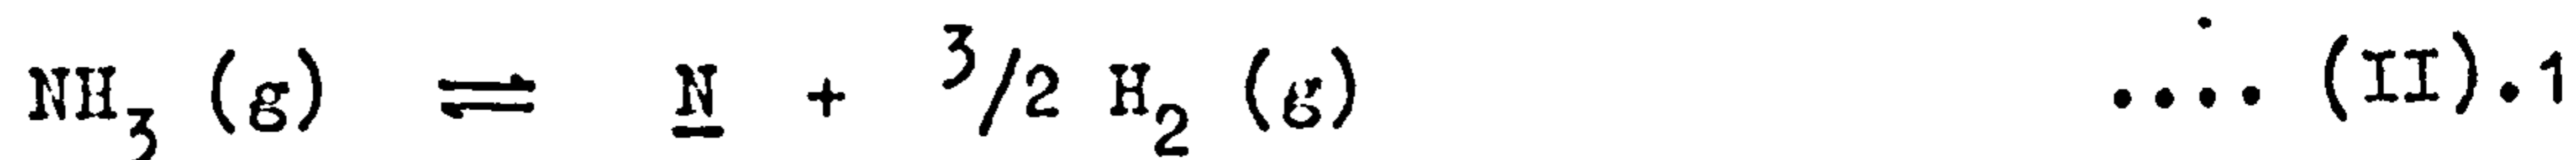 NH₃ (g) ⇌ N̲ + ³/2 H₂ (g) .... (II).1